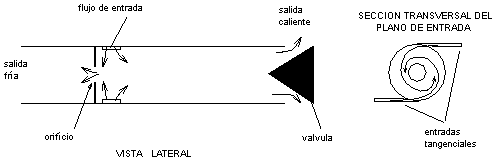 flujo de entrada
salida
caliente
SECCION TRANSVERSAL DEL
PLANO DE ENTRADA
salida
fría
orificio
valvula
entradas
tangenciales
VISTA LATERAL